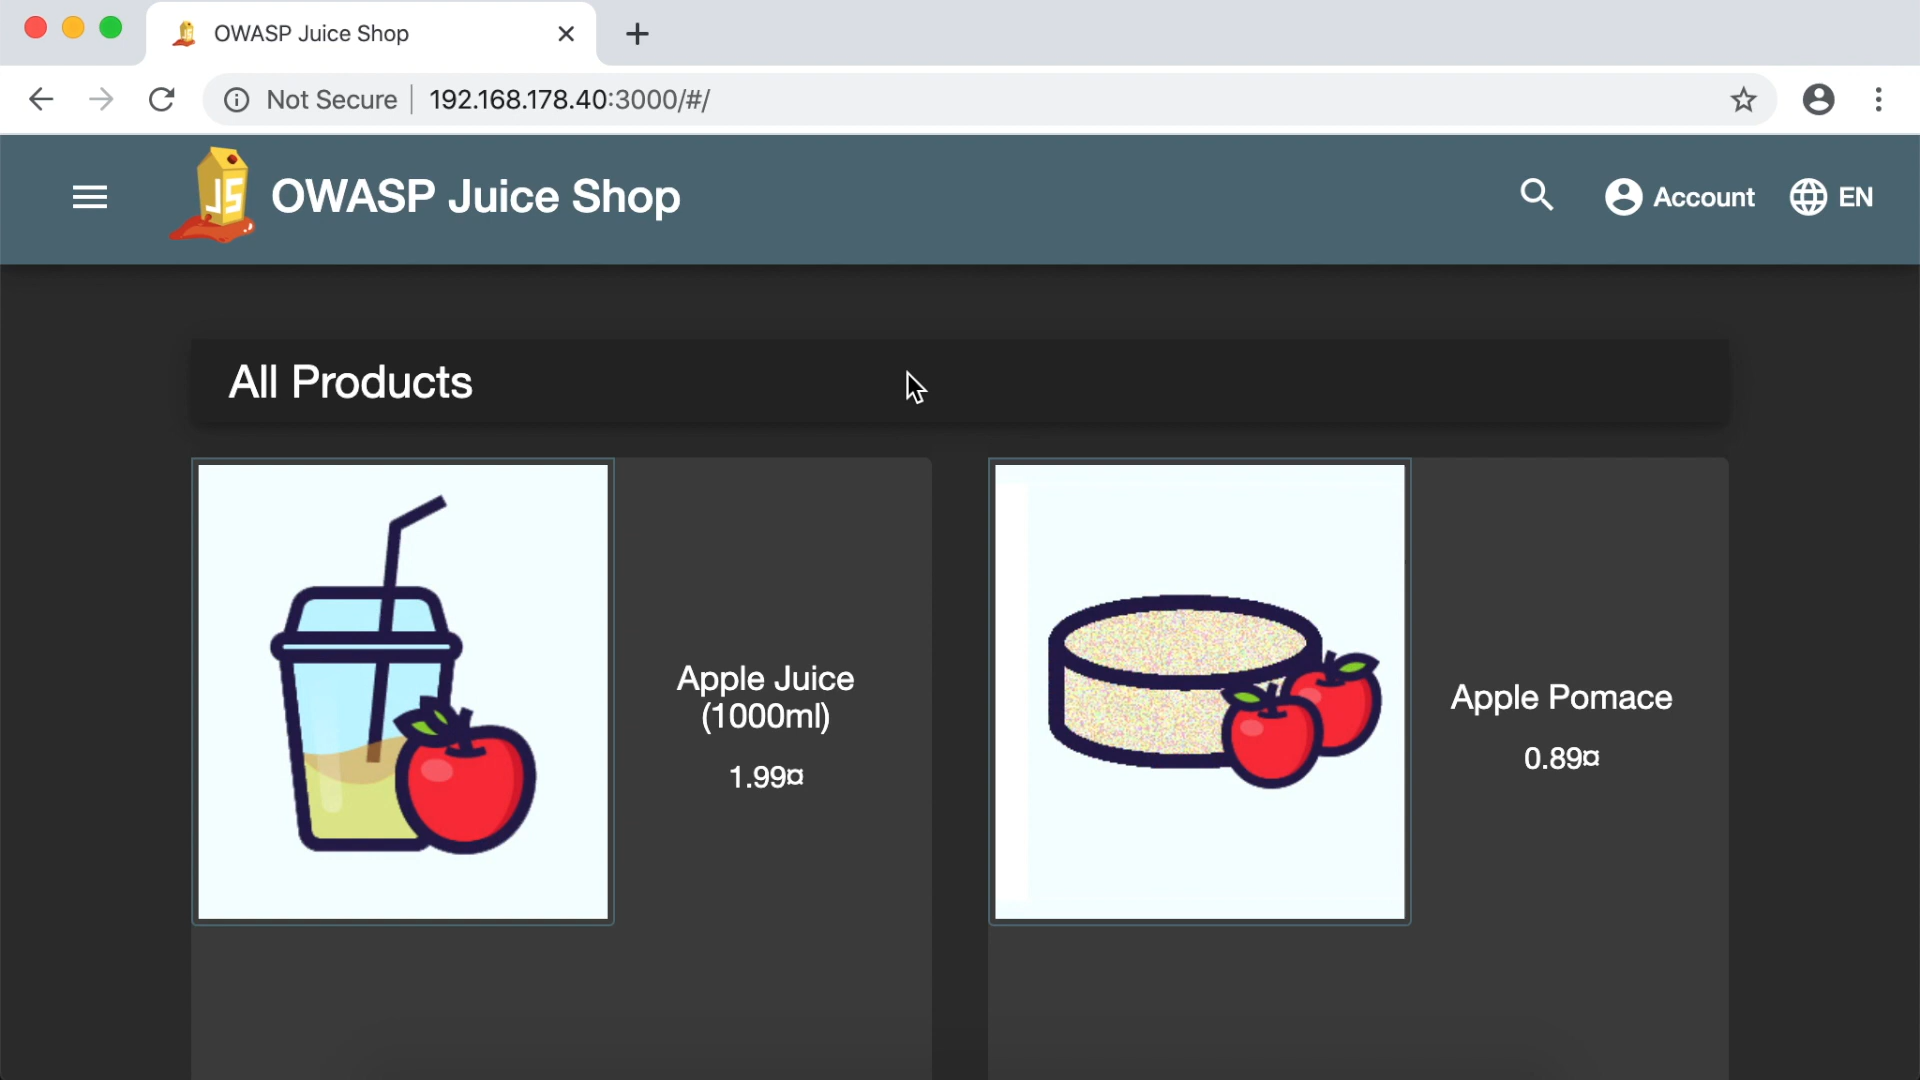 OWASP Juice Shop
Not Secure 192.168.178.40:3000/#/
JS OWASP Juice Shop
Account
EN
All Products
Apple Juice
(1000ml)
1.99¤
Apple Pomace
0.89¤